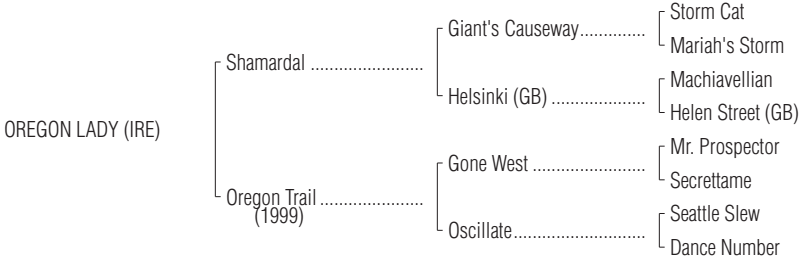 Storm Cat
Giant's Causeway..............
Mariah's Storm
Shamardal ........................
Machiavellian
Helsinki (GB) ....................
Helen Street (GB)
OREGON LADY (IRE)
Mr. Prospector
Gone West ........................
Secrettame
Oregon Trail ......................
(1999)
Seattle Slew
Oscillate............................
Dance Number